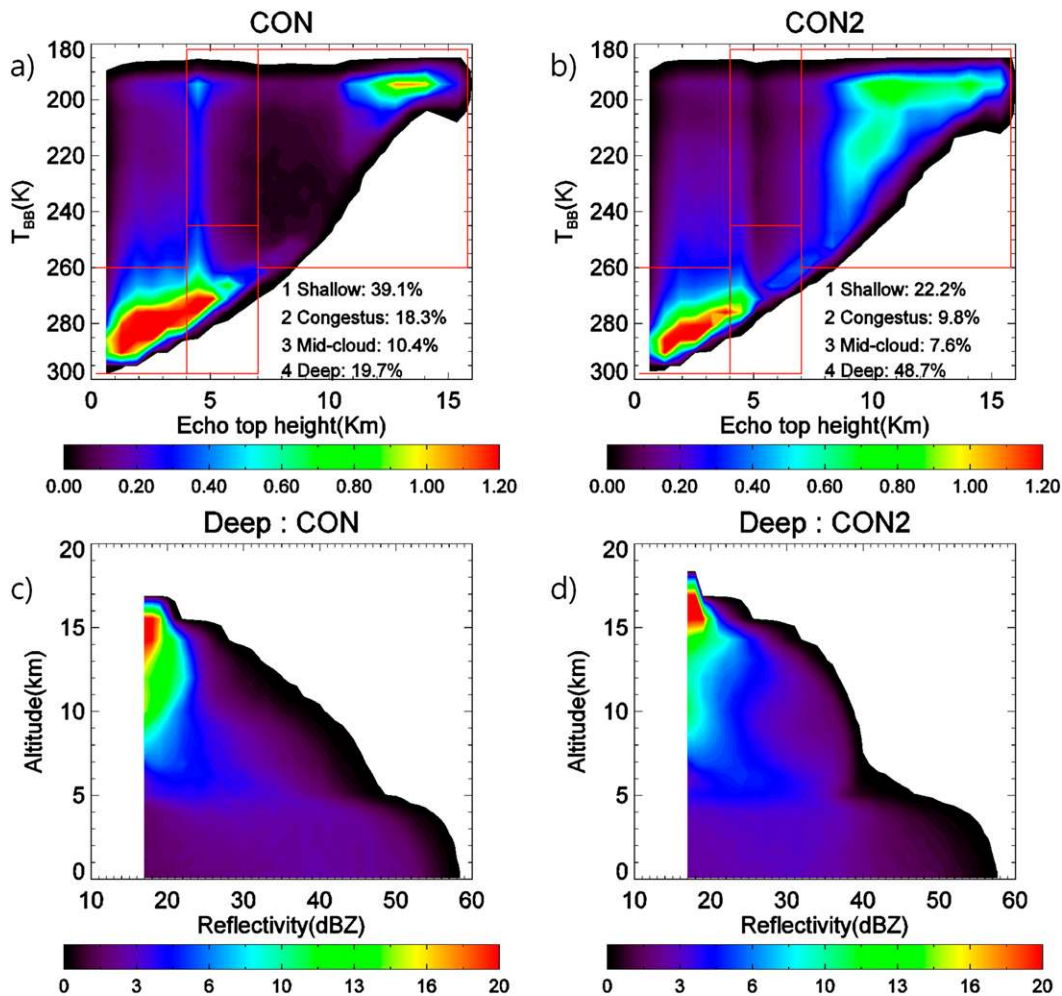 CON
CON2
a)
b)
180
200
220
240
260
280
300
T_BB(K)
1 Shallow: 39.1%
2 Congestus: 18.3%
3 Mid-cloud: 10.4%
4 Deep: 19.7%
0 5 10 15
Echo top height(Km)
0.00 0.20 0.40 0.60 0.80 1.00 1.20
180
200
220
240
260
280
300
T_BB(K)
1 Shallow: 22.2%
2 Congestus: 9.8%
3 Mid-cloud: 7.6%
4 Deep: 48.7%
0 5 10 15
Echo top height(Km)
0.00 0.20 0.40 0.60 0.80 1.00 1.20
Deep : CON
Deep : CON2
c)
d)
20
15
10
5
0
Altitude(km)
10 20 30 40 50 60
Reflectivity(dBZ)
0 3 6 10 13 16 20
20
15
10
5
0
Altitude(km)
10 20 30 40 50 60
Reflectivity(dBZ)
0 3 6 10 13 16 20